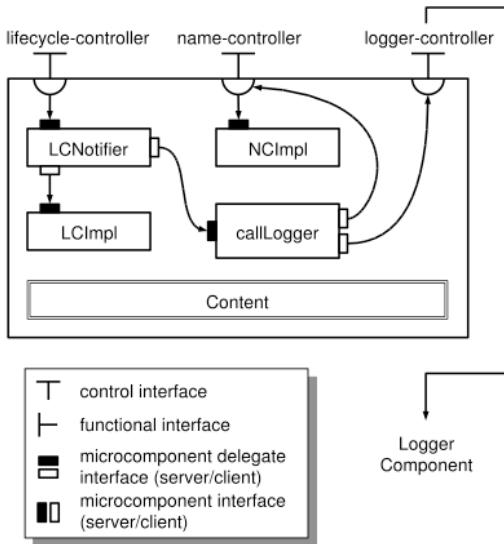 lifecycle-controller name-controller logger-controller
LCNotifier
NCImpl
LCImpl
callLogger
Content
control interface
functional interface
microcomponent delegate
interface (server/client)
microcomponent interface
(server/client)
Logger
Component